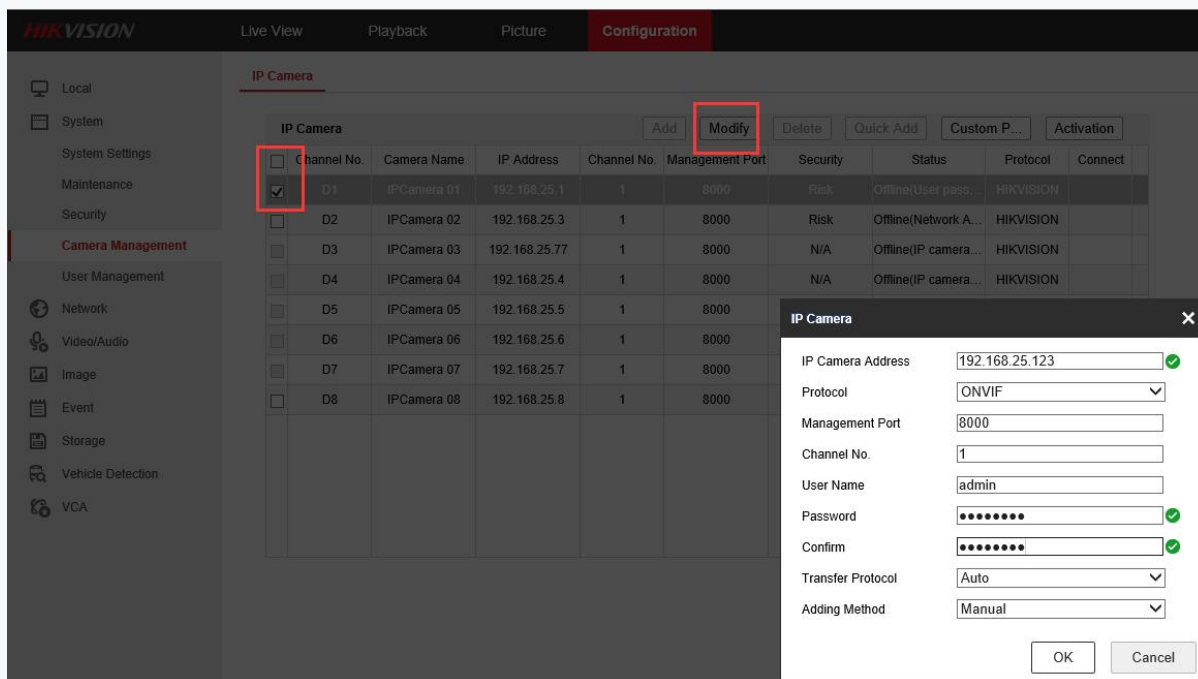 HIKVISION Live View Playback Picture Configuration
Local
System
System Settings
Maintenance
Security
Camera Management
User Management
Network
Video/Audio
Image
Event
Storage
Vehicle Detection
VCA
IP Camera
IP Camera Add Modify Delete Quick Add Custom P... Activation
Channel No. Camera Name IP Address Channel No. Management Port Security Status Protocol Connect
D1 IPCamera 01 192.168.25.1 1 8000 Risk Offline(User pass... HIKVISION
D2 IPCamera 02 192.168.25.3 1 8000 Risk Offline(Network A... HIKVISION
D3 IPCamera 03 192.168.25.77 1 8000 N/A Offline(IP camera... HIKVISION
D4 IPCamera 04 192.168.25.4 1 8000 N/A Offline(IP camera... HIKVISION
D5 IPCamera 05 192.168.25.5 1 8000
D6 IPCamera 06 192.168.25.6 1 8000
D7 IPCamera 07 192.168.25.7 1 8000
D8 IPCamera 08 192.168.25.8 1 8000
IP Camera
IP Camera Address 192.168.25.123
Protocol ONVIF
Management Port 8000
Channel No. 1
User Name admin
Password ••••••••
Confirm ••••••••
Transfer Protocol Auto
Adding Method Manual
OK Cancel